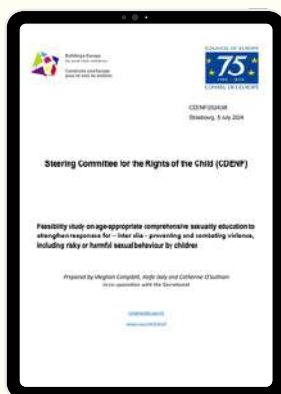 Building a Europe
for and with children
Construire une Europe
pour et avec les enfants
COUNCIL OF EUROPE
75
CONSEIL DE L'EUROPE
Strasbourg, 5 July 2024
Steering Committee for the Rights of the Child (CDENF)
Feasibility study on age-appropriate comprehensive sexuality education to
strengthen responses for – inter alia - preventing and combating violence,
including risky or harmful sexual behaviour by children
Prepared by Meghan Campbell, Aoife Daly and Catherine O'Sullivan
in co-operation with the Secretariat